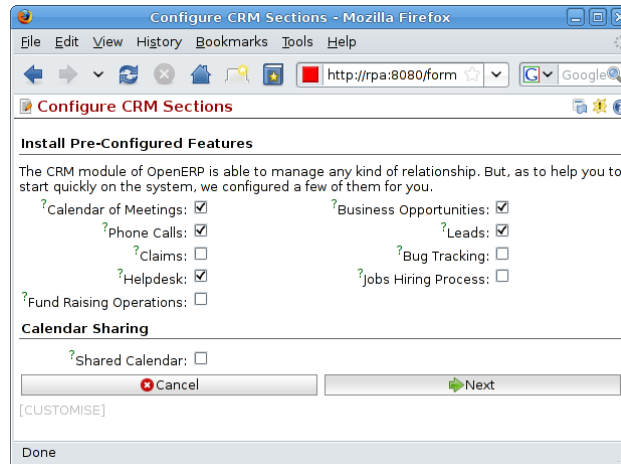 Configure CRM Sections - Mozilla Firefox
File Edit View History Bookmarks Tools Help
http://rpa:8080/form G Google
Configure CRM Sections
Install Pre-Configured Features
The CRM module of OpenERP is able to manage any kind of relationship. But, as to help you to
start quickly on the system, we configured a few of them for you.
?Calendar of Meetings: ?Business Opportunities:
?Phone Calls: ?Leads:
?Claims: ?Bug Tracking:
?Helpdesk: ?Jobs Hiring Process:
?Fund Raising Operations:
Calendar Sharing
?Shared Calendar:
Cancel Next
[CUSTOMISE]
Done